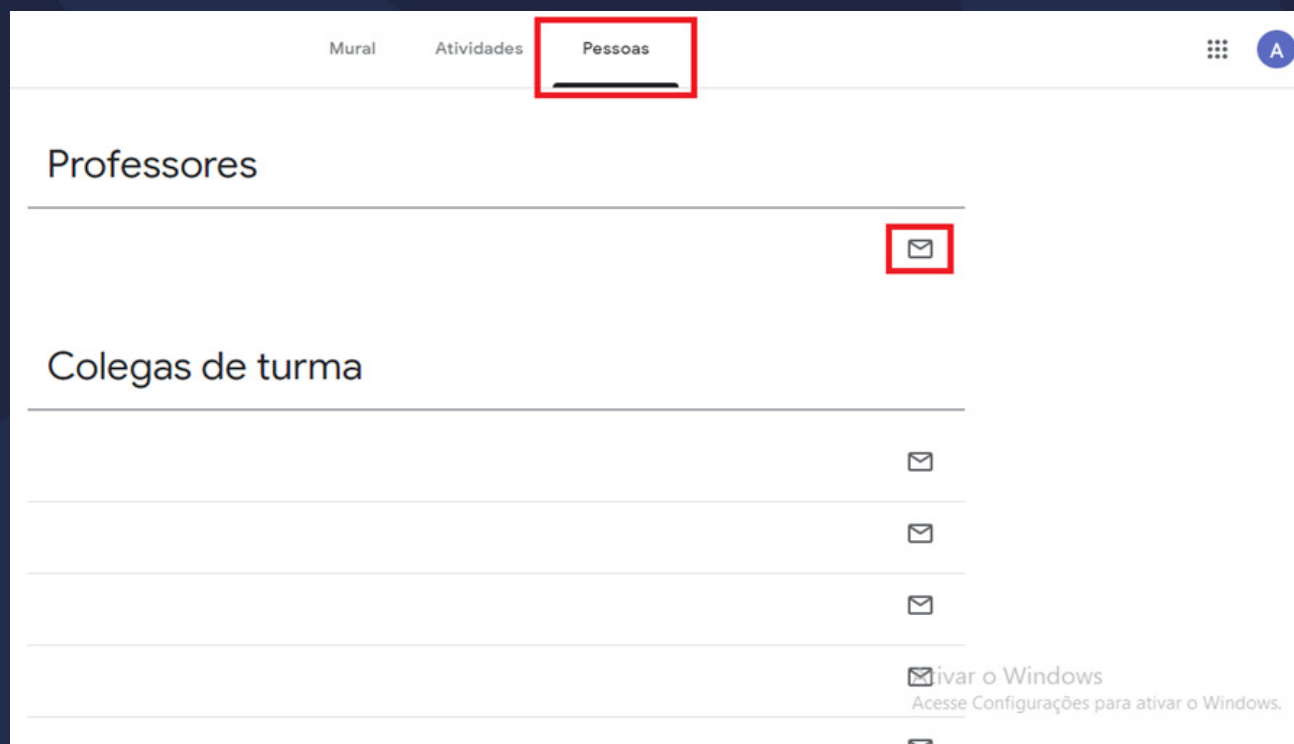 Mural Atividades Pessoas
A
Professores
Colegas de turma
Ativar o Windows
Acesse Configurações para ativar o Windows.